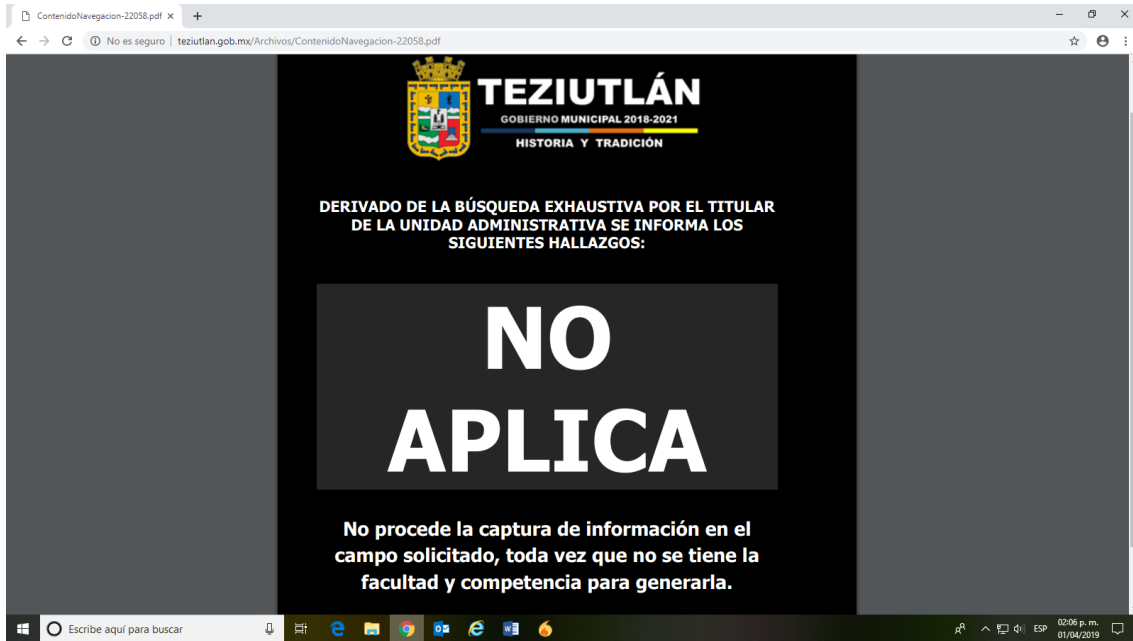 ContenidoNavegacion-22058.pdf
No es seguro | teziutlan.gob.mx/Archivos/ContenidoNavegacion-22058.pdf
TEZIUTLÁN
GOBIERNO MUNICIPAL 2018-2021
HISTORIA Y TRADICIÓN
DERIVADO DE LA BÚSQUEDA EXHAUSTIVA POR EL TITULAR
DE LA UNIDAD ADMINISTRATIVA SE INFORMA LOS
SIGUIENTES HALLAZGOS:
NO
APLICA
No procede la captura de información en el
campo solicitado, toda vez que no se tiene la
facultad y competencia para generarla.
Escribe aquí para buscar
ESP
02:06 p. m.
01/04/2019